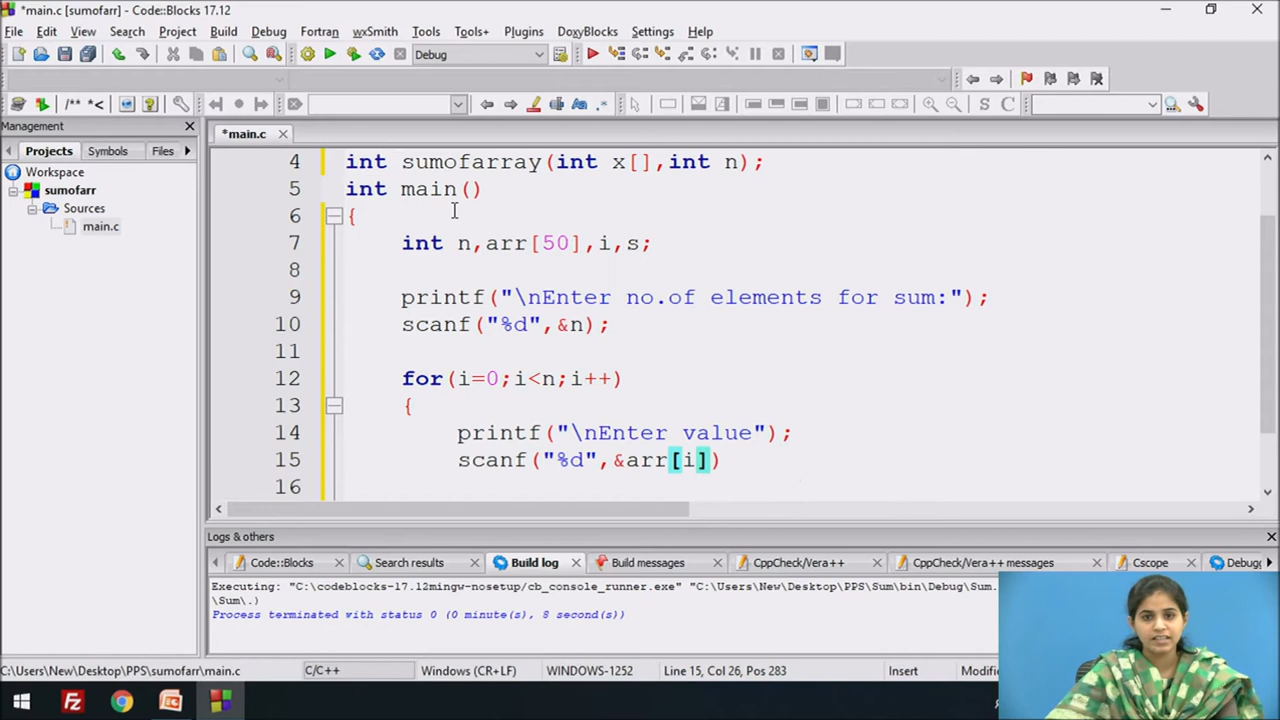 *main.c [sumofarr] - Code::Blocks 17.12
File Edit View Search Project Build Debug Fortran wxSmith Tools Tools+ Plugins DoxyBlocks Settings Help
Debug
/** *<
S C
Management
*main.c
Projects Symbols Files
Workspace
sumofarr
Sources
main.c
4 int sumofarray(int x[],int n);
5 int main()
6 {
7 int n,arr[50],i,s;
8
9 printf("\nEnter no.of elements for sum:");
10 scanf("%d",&n);
11
12 for(i=0;i<n;i++)
13 {
14 printf("\nEnter value");
15 scanf("%d",&arr[i])
16
Logs & others
Code::Blocks Search results Build log Build messages CppCheck/Vera++ CppCheck/Vera++ messages Cscope Debugg
Executing: "C:\codeblocks-17.12mingw-nosetup/cb_console_runner.exe" "C:\Users\New\Desktop\PPS\Sum\bin\Debug\Sum.
\Sum\.)
Process terminated with status 0 (0 minute(s), 8 second(s))
C:\Users\New\Desktop\PPS\sumofarr\main.c C/C++ Windows (CR+LF) WINDOWS-1252 Line 15, Col 26, Pos 283 Insert Modifi